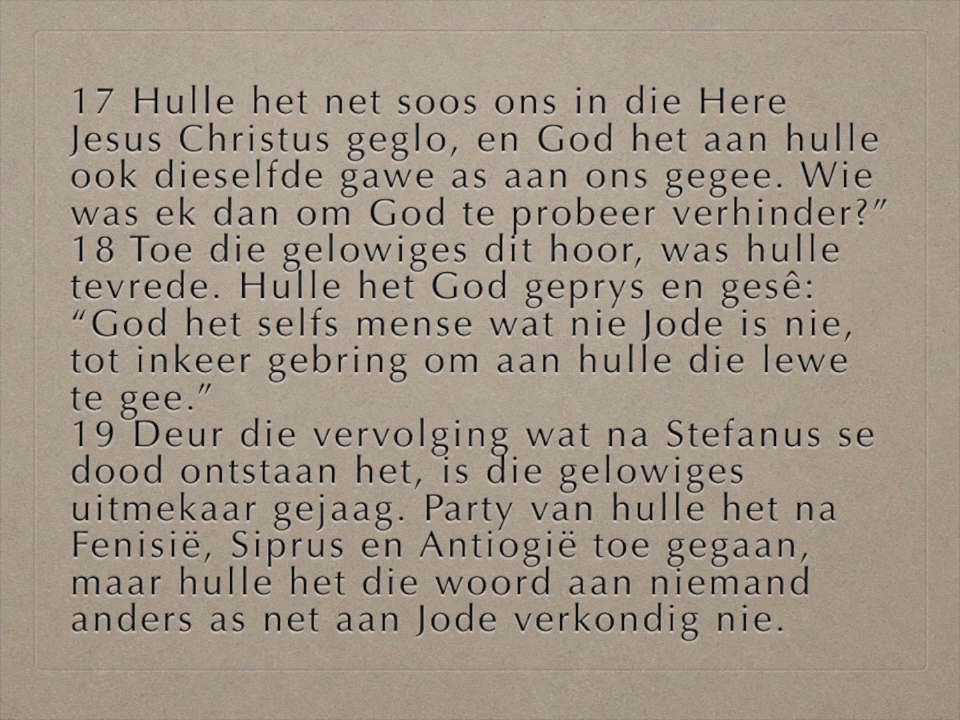 17 Hulle het net soos ons in die Here
Jesus Christus geglo, en God het aan hulle
ook dieselfde gawe as aan ons gegee. Wie
was ek dan om God te probeer verhinder?”
18 Toe die gelowiges dit hoor, was hulle
tevrede. Hulle het God geprys en gesê:
“God het selfs mense wat nie Jode is nie,
tot inkeer gebring om aan hulle die lewe
te gee.”
19 Deur die vervolging wat na Stefanus se
dood ontstaan het, is die gelowiges
uitmekaar gejaag. Party van hulle het na
Fenisië, Siprus en Antiogië toe gegaan,
maar hulle het die woord aan niemand
anders as net aan Jode verkondig nie.